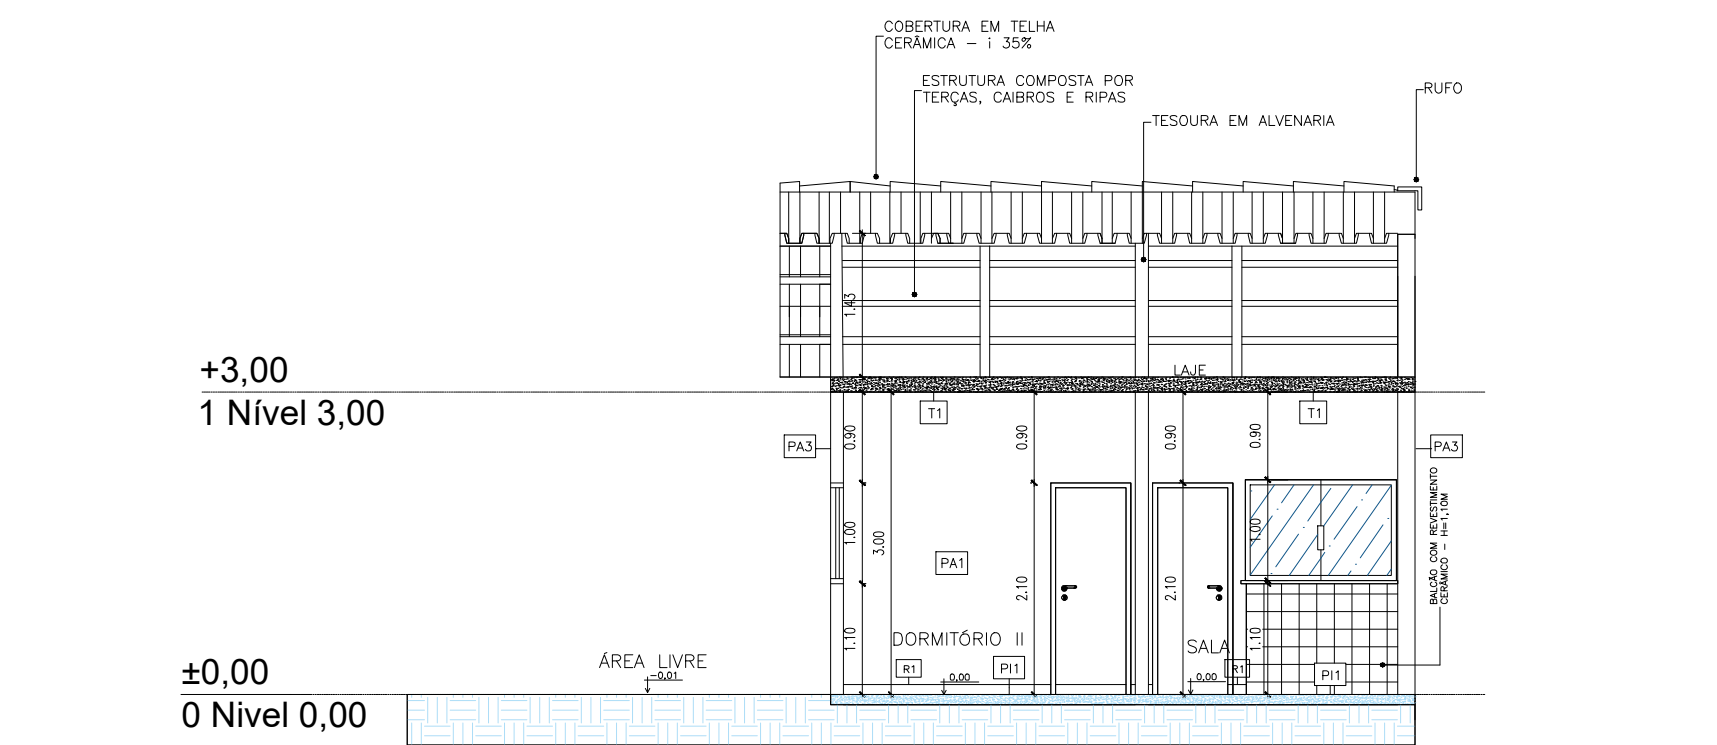 COBERTURA EM TELHA
CERÂMICA - i 35%
ESTRUTURA COMPOSTA POR
TERÇAS, CAIBROS E RIPAS
RUFO
TESOURA EM ALVENARIA
1.43
+3,00
LAJE
1 Nível 3,00
T1
T1
PA3
0.90
0.90
0.90
0.90
PA3
BALCÃO COM REVESTIMENTO
CERÂMICO - H=1,10M
1.00
3.00
1.00
PA1
2.10
2.10
1.10
DORMITÓRIO II
SALA
1.10
ÁREA LIVRE
-0.01
R1
0,00
PI1
0,00
R1
PI1
±0,00
0 Nivel 0,00